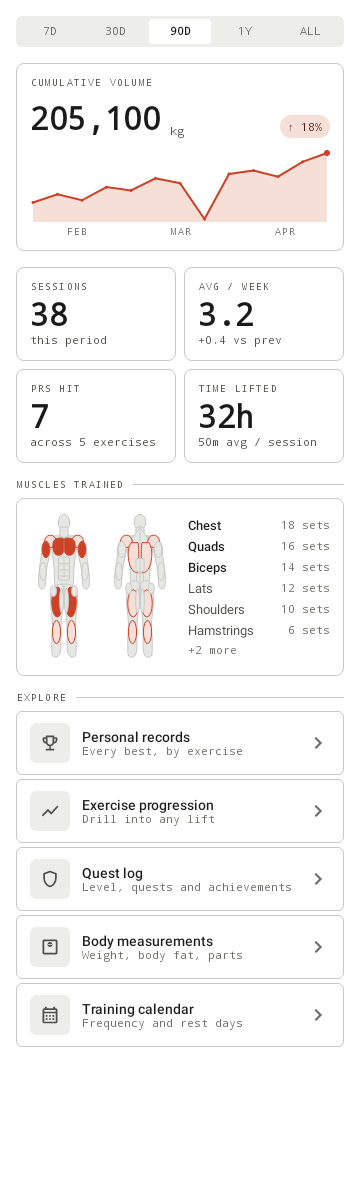 7D 30D 90D 1Y ALL
CUMULATIVE VOLUME
205,100 kg
↑ 18%
FEB MAR APR
SESSIONS
38
this period
AVG / WEEK
3.2
+0.4 vs prev
PRS HIT
7
across 5 exercises
TIME LIFTED
32h
50m avg / session
MUSCLES TRAINED
Chest 18 sets
Quads 16 sets
Biceps 14 sets
Lats 12 sets
Shoulders 10 sets
Hamstrings 6 sets
+2 more
EXPLORE
Personal records
Every best, by exercise
Exercise progression
Drill into any lift
Quest log
Level, quests and achievements
Body measurements
Weight, body fat, parts
Training calendar
Frequency and rest days